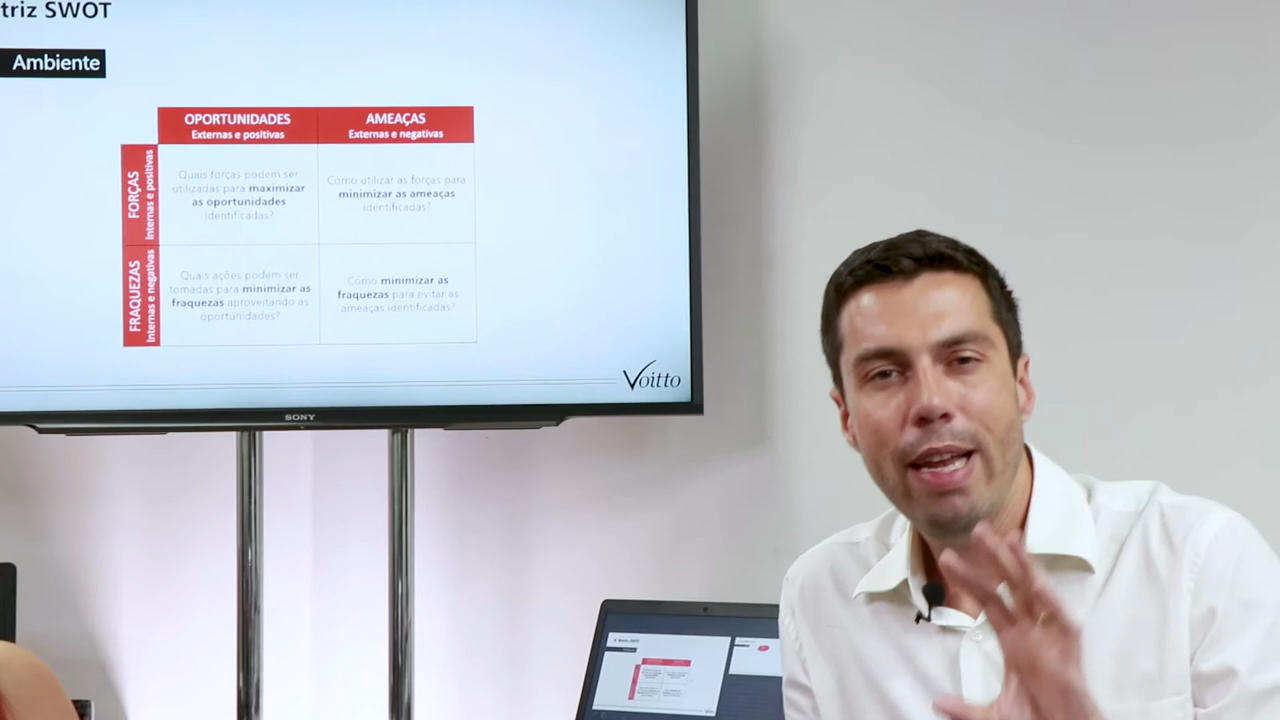 triz SWOT
Ambiente
OPORTUNIDADES
Externas e positivas
AMEAÇAS
Externas e negativas
FORÇAS
Internas e positivas
Quais forças podem ser
utilizadas para maximizar
as oportunidades
identificadas?
Como utilizar as forças para
minimizar as ameaças
identificadas?
FRAQUEZAS
Internas e negativas
Quais ações podem ser
tomadas para minimizar as
fraquezas aproveitando as
oportunidades?
Como minimizar as
fraquezas para evitar as
ameaças identificadas?
Voitto
SONY